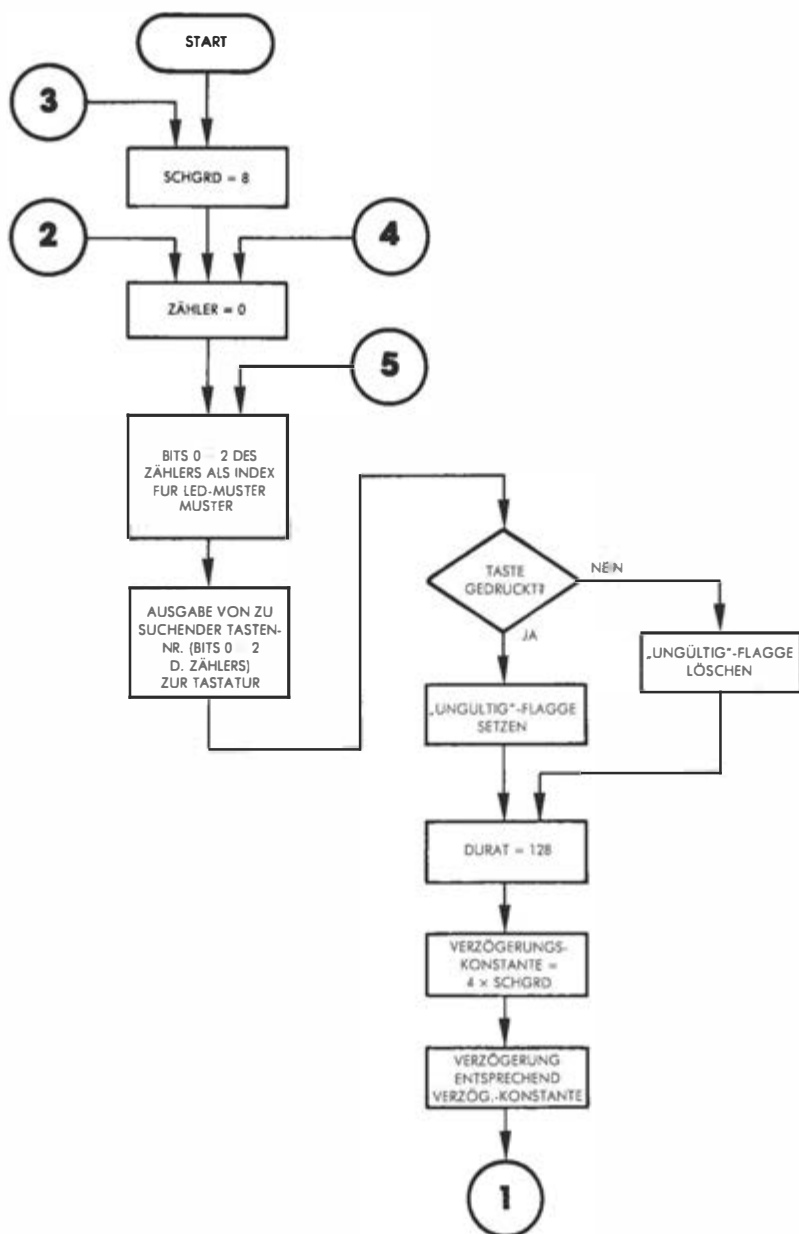 START
3
SCHGRD = 8
2
4
ZÄHLER = 0
5
BITS 0 – 2 DES
ZÄHLERS ALS INDEX
FUR LED-MUSTER
MUSTER
AUSGABE VON ZU
SUCHENDER TASTEN-
NR. (BITS 0 – 2
D. ZÄHLERS)
ZUR TASTATUR
TASTE
GEDRUCKT?
NEIN
JA
„UNGÜLTIG“-FLAGGE
LÖSCHEN
„UNGULTIG“-FLAGGE
SETZEN
DURAT = 128
VERZÖGERUNGS-
KONSTANTE =
4 × SCHGRD
VERZÖGERUNG
ENTSPRECHEND
VERZÖG.-KONSTANTE
1